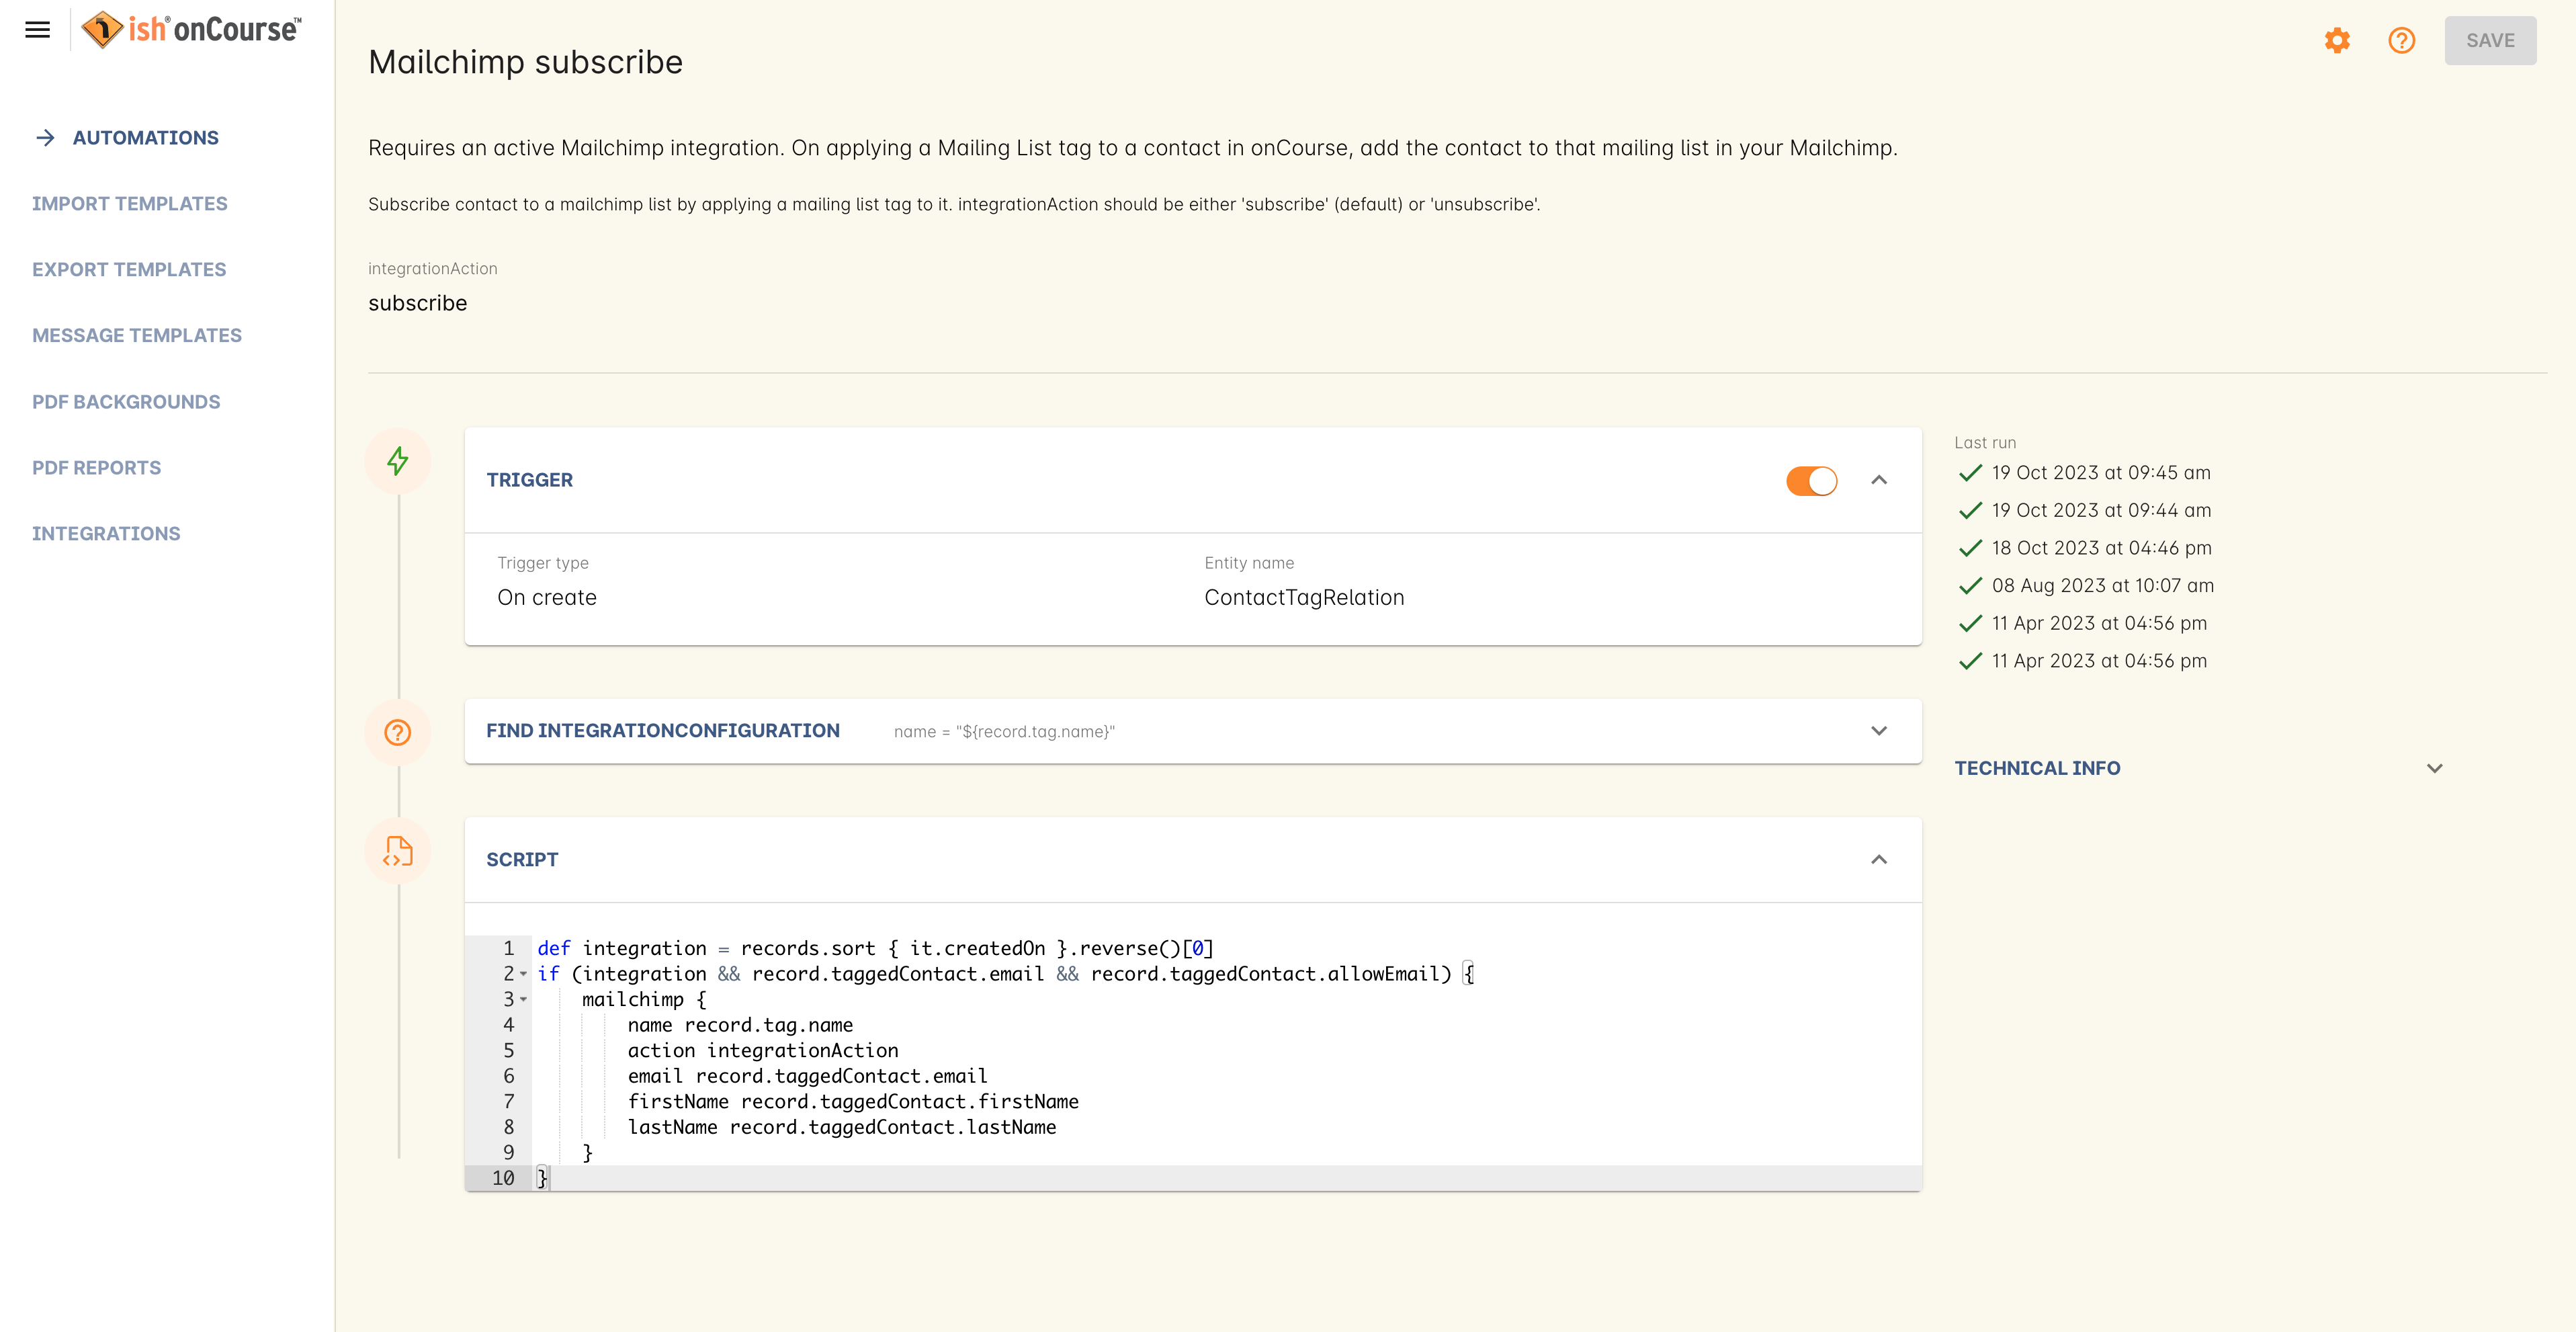 ish® onCourse™
AUTOMATIONS
IMPORT TEMPLATES
EXPORT TEMPLATES
MESSAGE TEMPLATES
PDF BACKGROUNDS
PDF REPORTS
INTEGRATIONS
Mailchimp subscribe
SAVE
Requires an active Mailchimp integration. On applying a Mailing List tag to a contact in onCourse, add the contact to that mailing list in your Mailchimp.
Subscribe contact to a mailchimp list by applying a mailing list tag to it. integrationAction should be either 'subscribe' (default) or 'unsubscribe'.
integrationAction
subscribe
TRIGGER
Trigger type
On create
Entity name
ContactTagRelation
FIND INTEGRATIONCONFIGURATION name = "${record.tag.name}"
SCRIPT
1 def integration = records.sort { it.createdOn }.reverse()[0]
2 if (integration && record.taggedContact.email && record.taggedContact.allowEmail) {
3 mailchimp {
4 name record.tag.name
5 action integrationAction
6 email record.taggedContact.email
7 firstName record.taggedContact.firstName
8 lastName record.taggedContact.lastName
9 }
10 }
Last run
19 Oct 2023 at 09:45 am
19 Oct 2023 at 09:44 am
18 Oct 2023 at 04:46 pm
08 Aug 2023 at 10:07 am
11 Apr 2023 at 04:56 pm
11 Apr 2023 at 04:56 pm
TECHNICAL INFO